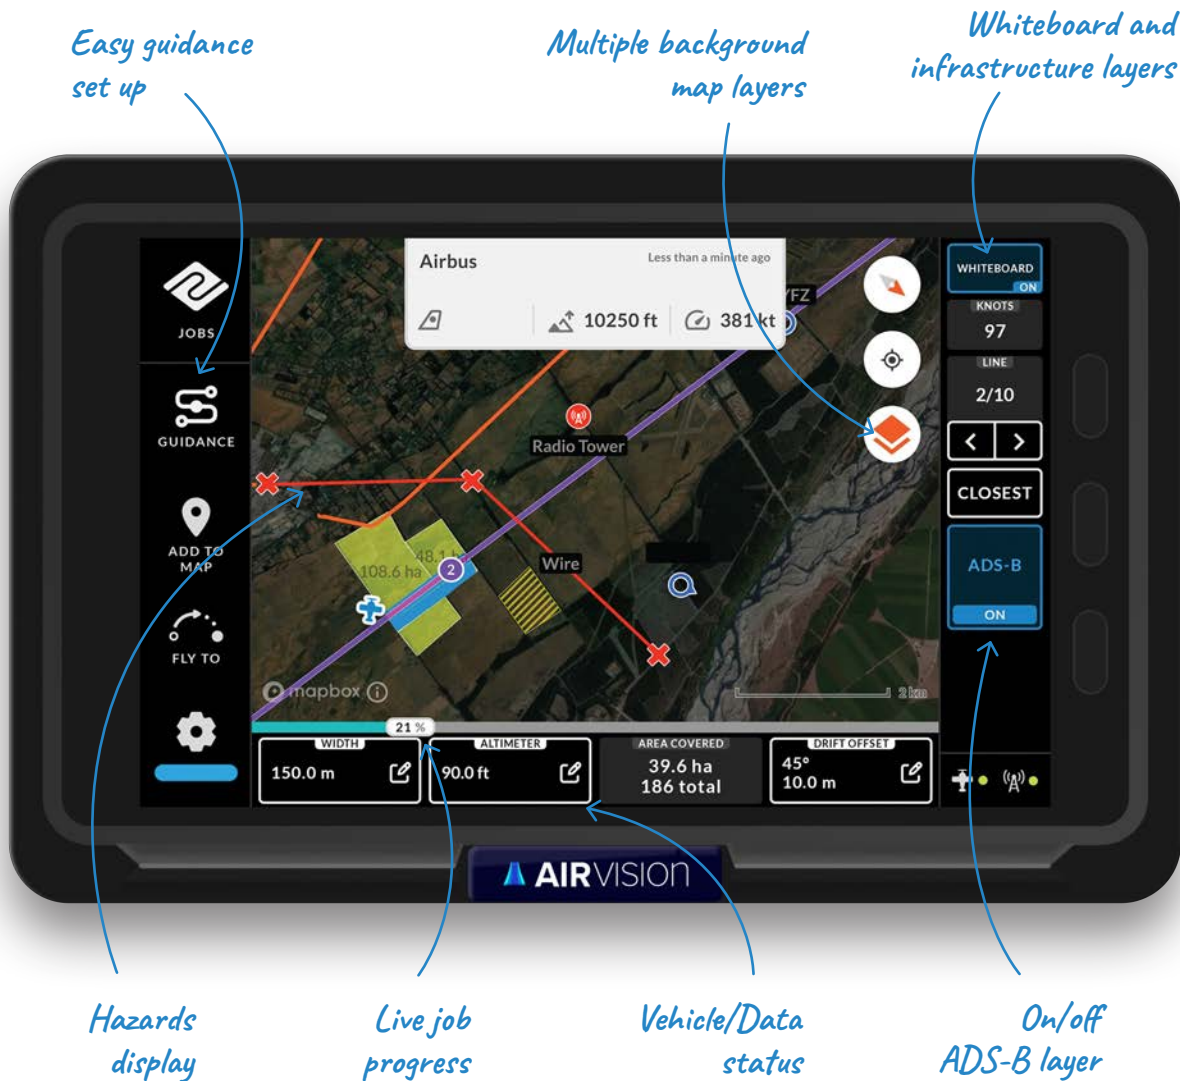 Easy guidance
set up
Multiple background
map layers
Whiteboard and
infrastructure layers
JOBS
GUIDANCE
ADD TO
MAP
FLY TO
Airbus
Less than a minute ago
10250 ft
381 kt
Radio Tower
48.1
108.6 ha
2
Wire
mapbox
2 km
21 %
WIDTH
150.0 m
ALTIMETER
90.0 ft
AREA COVERED
39.6 ha
186 total
DRIFT OFFSET
45°
10.0 m
WHITEBOARD
ON
KNOTS
97
LINE
2/10
CLOSEST
ADS-B
ON
AIRVISION
Hazards
display
Live job
progress
Vehicle/Data
status
On/off
ADS-B layer